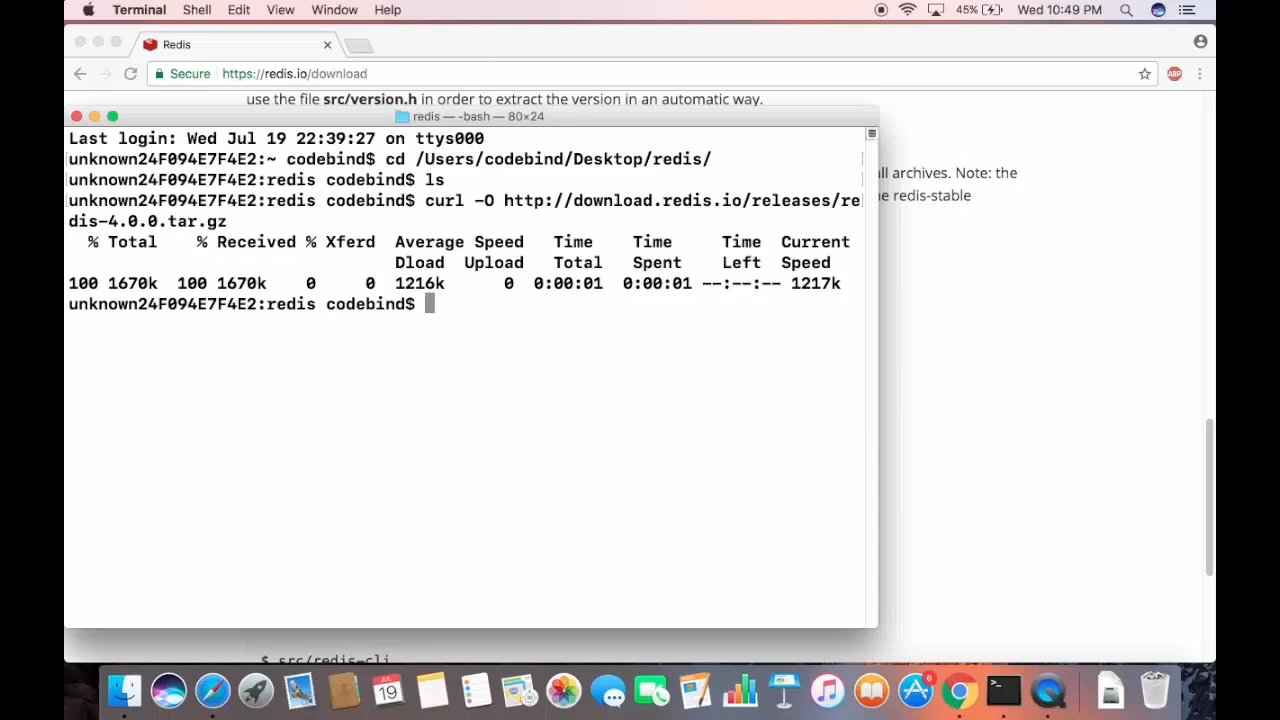 Terminal Shell Edit View Window Help 45% Wed 10:49 PM
Redis
Secure https://redis.io/download ABP
use the file src/version.h in order to extract the version in an automatic way.
redis — -bash — 80×24
Last login: Wed Jul 19 22:39:27 on ttys000
unknown24F094E7F4E2:~ codebind$ cd /Users/codebind/Desktop/redis/
all archives. Note: the
unknown24F094E7F4E2:redis codebind$ ls
redis-stable
unknown24F094E7F4E2:redis codebind$ curl -O http://download.redis.io/releases/re
dis-4.0.0.tar.gz
% Total % Received % Xferd Average Speed Time Time Time Current
Dload Upload Total Spent Left Speed
100 1670k 100 1670k 0 0 1216k 0 0:00:01 0:00:01 --:--:-- 1217k
unknown24F094E7F4E2:redis codebind$
$ src/redis-cli
JUL
19
6